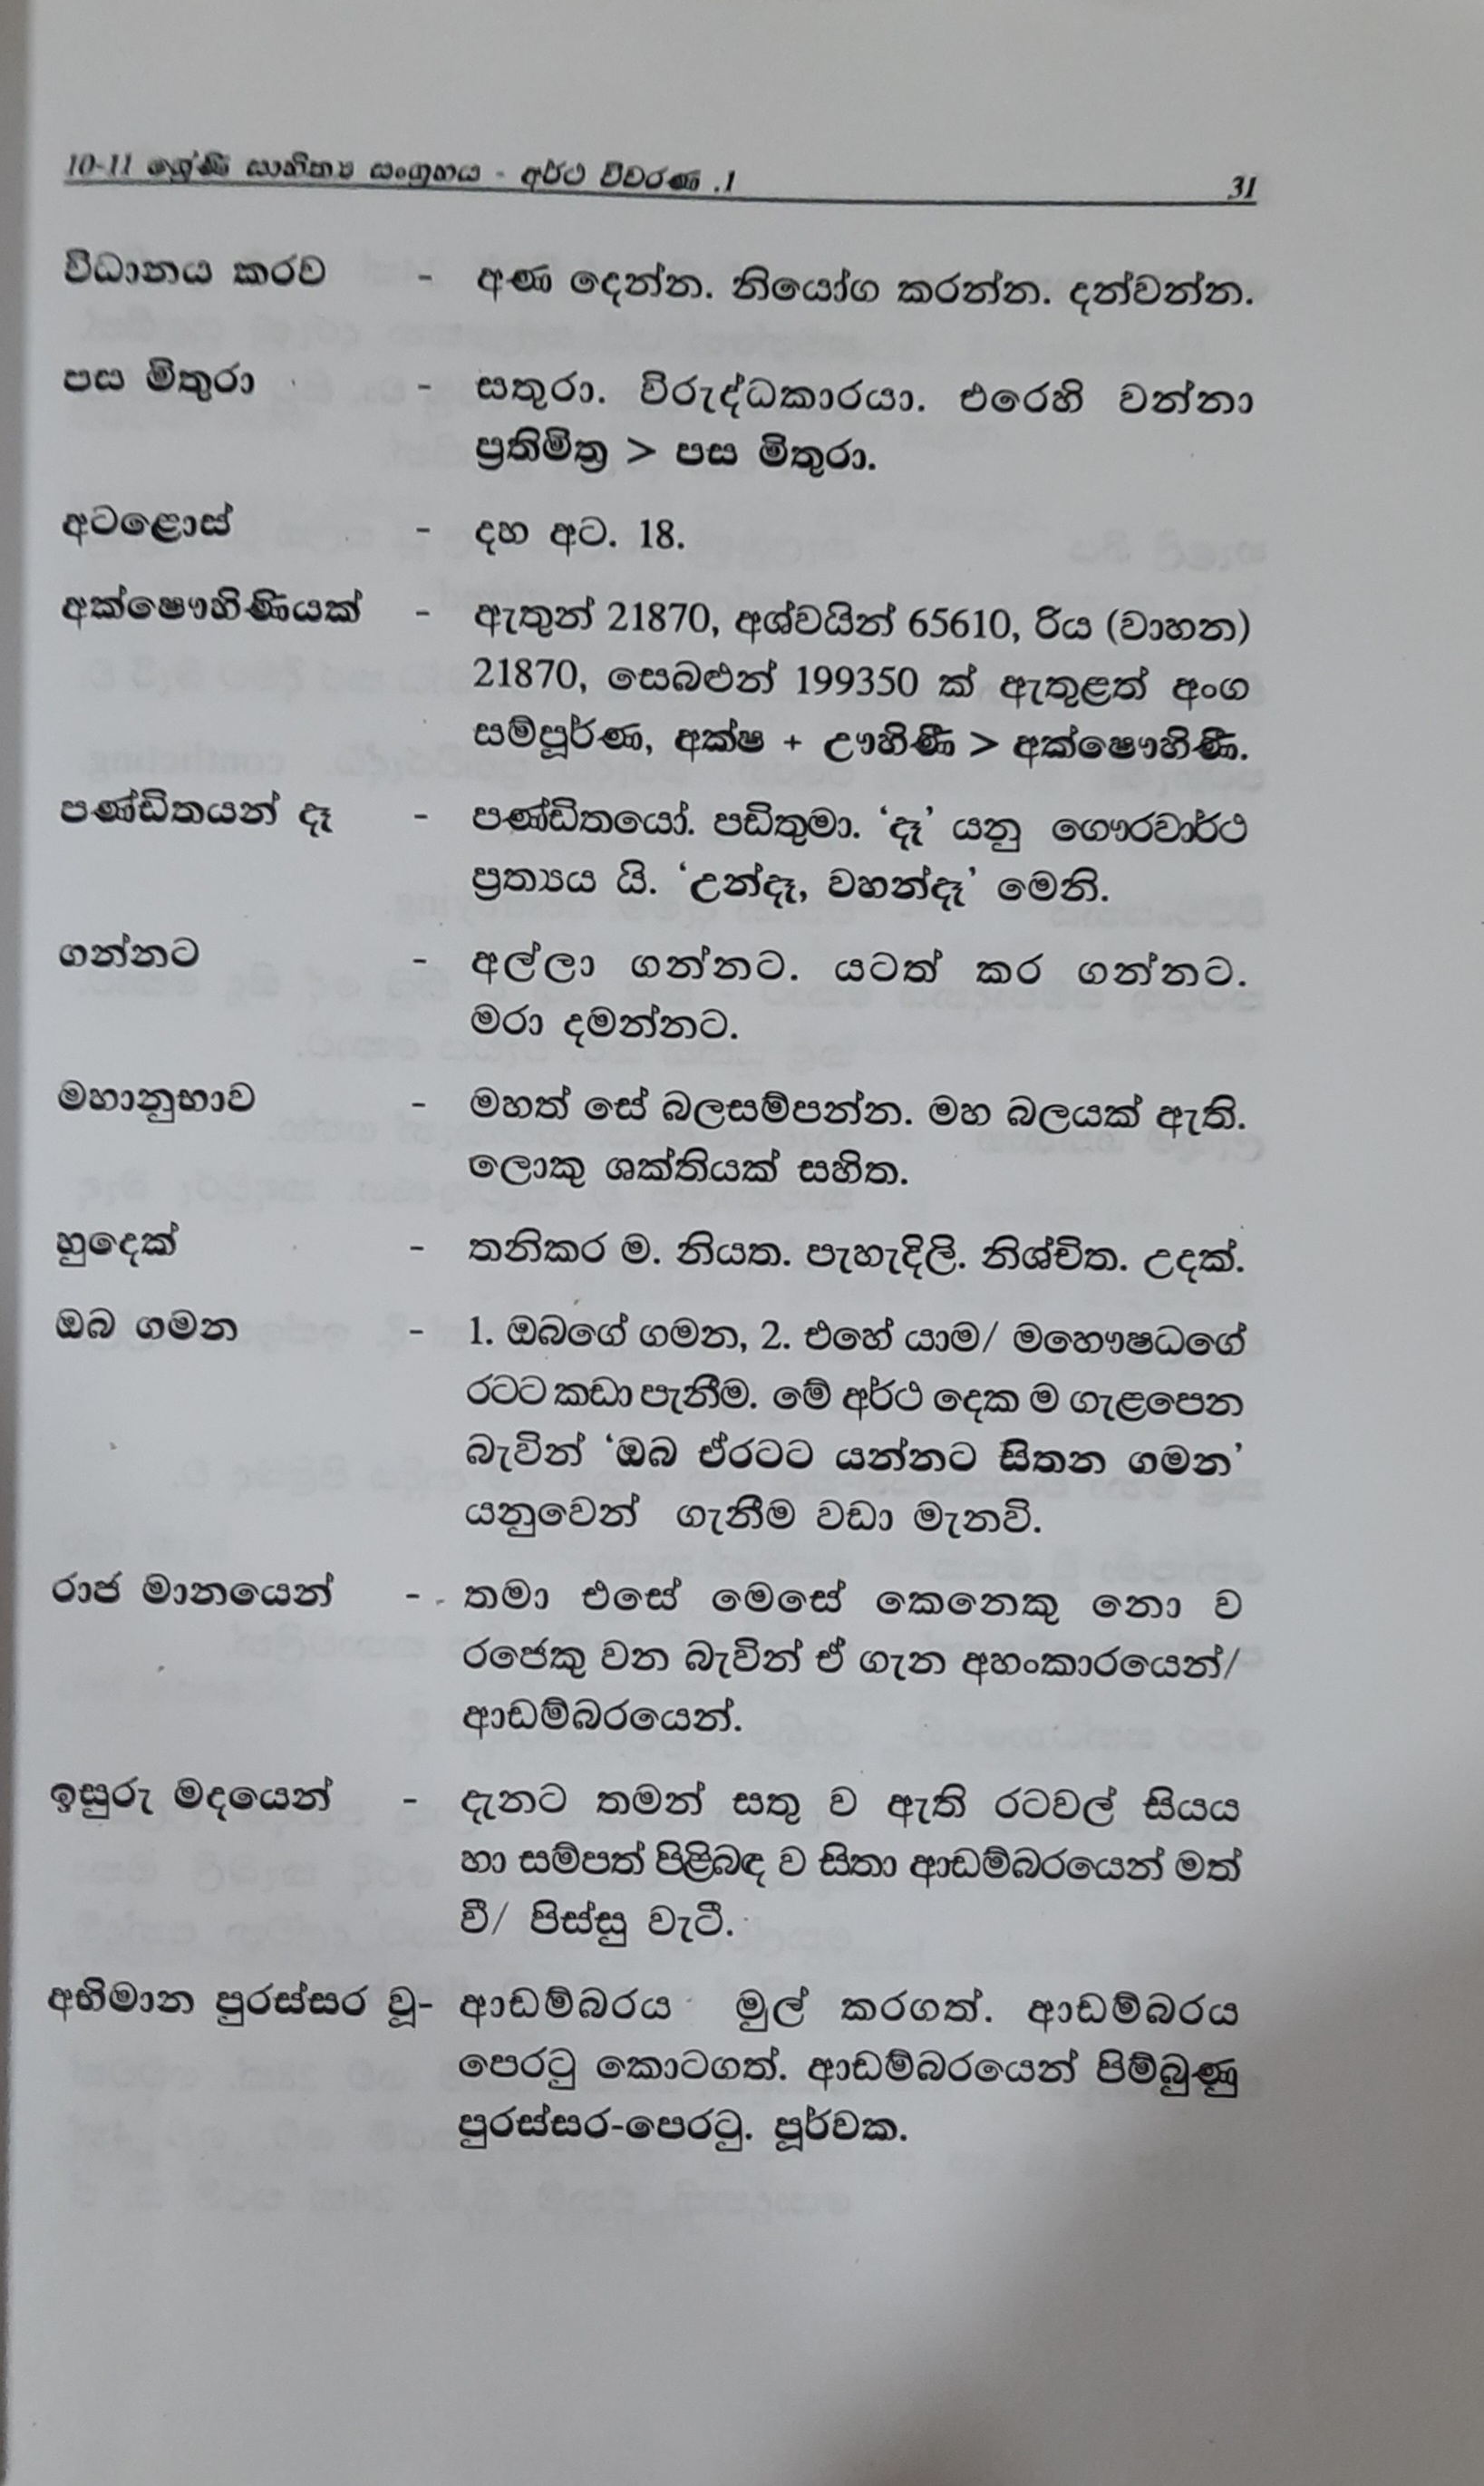 10-11 ශ්‍රේණි සාහිත්‍ය සංග්‍රහය - අර්ථ විවරණ .1 31
විධානය කරව - අණ දෙන්න. නියෝග කරන්න. දන්වන්න.
පස මිතුරා - සතුරා. විරුද්ධකාරයා. එරෙහි වන්නා
ප්‍රතිමිත්‍ර > පස මිතුරා.
අටළොස් - දහ අට. 18.
අක්ෂෞහිණියක් - ඇතුන් 21870, අශ්වයින් 65610, රිය (වාහන)
21870, සෙබළුන් 199350 ක් ඇතුළත් අංග
සම්පූර්ණ, අක්ෂ + ඌහිණී > අක්ෂෞහිණී.
පණ්ඩිතයන් දෑ - පණ්ඩිතයෝ. පඩිතුමා. ‘දෑ’ යනු ගෞරවාර්ථ
ප්‍රත්‍යය යි. ‘උන්දෑ, වහන්දෑ’ මෙනි.
ගන්නට - අල්ලා ගන්නට. යටත් කර ගන්නට.
මරා දමන්නට.
මහානුභාව - මහත් සේ බලසම්පන්න. මහ බලයක් ඇති.
ලොකු ශක්තියක් සහිත.
හුදෙක් - තනිකර ම. නියත. පැහැදිලි. නිශ්චිත. උදක්.
ඔබ ගමන - 1. ඔබගේ ගමන, 2. එහේ යාම/ මහෞෂධගේ
රටට කඩා පැනීම. මේ අර්ථ දෙක ම ගැළපෙන
බැවින් ‘ඔබ ඒරටට යන්නට සිතන ගමන’
යනුවෙන් ගැනීම වඩා මැනවි.
රාජ මානයෙන් - තමා එසේ මෙසේ කෙනෙකු නො ව
රජෙකු වන බැවින් ඒ ගැන අහංකාරයෙන්/
ආඩම්බරයෙන්.
ඉසුරු මදයෙන් - දැනට තමන් සතු ව ඇති රටවල් සියය
හා සම්පත් පිළිබඳ ව සිතා ආඩම්බරයෙන් මත්
වී/ පිස්සු වැටී.
අභිමාන පුරස්සර වූ- ආඩම්බරය මුල් කරගත්. ආඩම්බරය
පෙරටු කොටගත්. ආඩම්බරයෙන් පිම්බුණු
පුරස්සර-පෙරටු. පූර්වක.